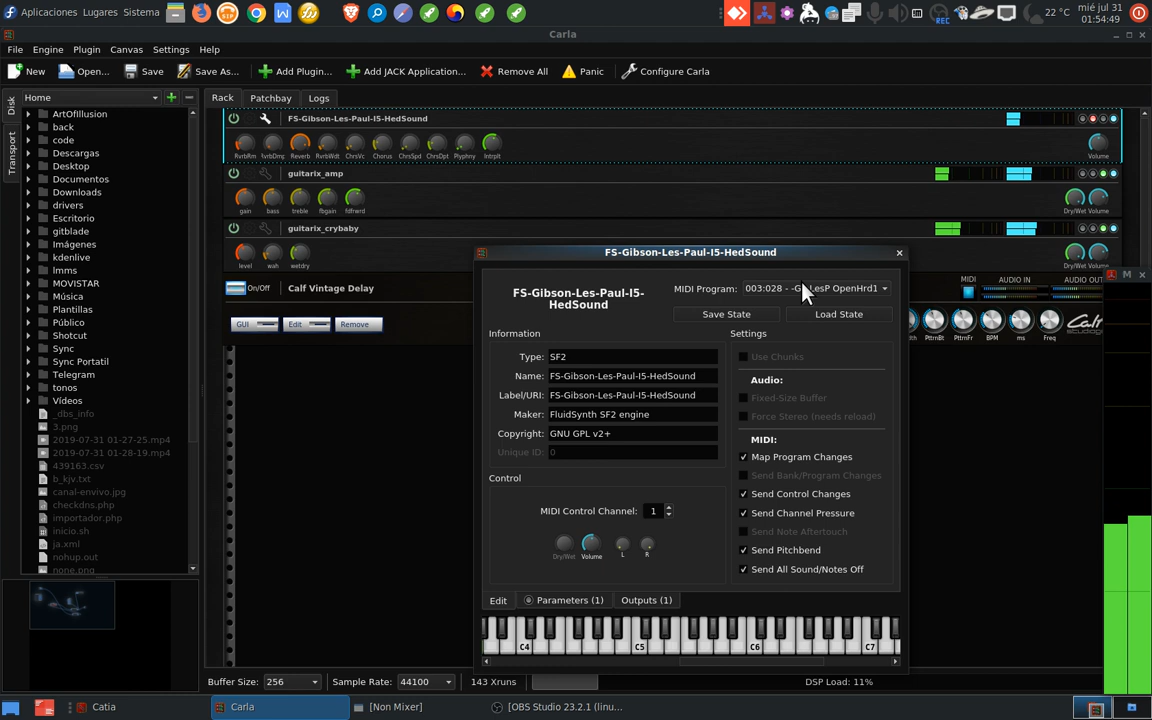 Aplicaciones Lugares Sistema
22 °C
mié jul 31
01:54:49
REC
Carla
File Engine Plugin Canvas Settings Help
New Open... Save Save As... Add Plugin... Add JACK Application... Remove All Panic Configure Carla
Disk
Transport
Home
ArtOfIllusion
back
code
Descargas
Desktop
Documentos
Downloads
drivers
Escritorio
gitblade
Imágenes
kdenlive
lmms
MOVISTAR
Música
Plantillas
Público
Shotcut
Sync
Sync Portatil
Telegram
tonos
Vídeos
_dbs_info
3.png
2019-07-31 01-27-25.mp4
2019-07-31 01-28-19.mp4
439163.csv
b_kjv.txt
canal-envivo.jpg
checkdns.php
importador.php
inicio.sh
ja.xml
nohup.out
none.png
Rack Patchbay Logs
FS-Gibson-Les-Paul-I5-HedSound
RvrbRm Reverb RvrbWdt ChrsVc Chorus ChrsSpd ChrsDpt Plyphny Intrplt Volume
guitarix_amp
gain bass treble fbgain fdfrwrd Dry/Wet Volume
guitarix_crybaby
level wah wetdry Dry/Wet Volume
On/Off Calf Vintage Delay
MIDI AUDIO IN AUDIO OUT
GUI Edit Remove
PttrnBt PttrnFr BPM ms Freq
FS-Gibson-Les-Paul-I5-HedSound
FS-Gibson-Les-Paul-I5-
HedSound
MIDI Program: 003:028 - LesP OpenHrd1
Save State Load State
Information
Type: SF2
Name: FS-Gibson-Les-Paul-I5-HedSound
Label/URI: FS-Gibson-Les-Paul-I5-HedSound
Maker: FluidSynth SF2 engine
Copyright: GNU GPL v2+
Unique ID: 0
Settings
Use Chunks
Audio:
Fixed-Size Buffer
Force Stereo (needs reload)
MIDI:
Map Program Changes
Send Bank/Program Changes
Send Control Changes
Send Channel Pressure
Send Note Aftertouch
Send Pitchbend
Send All Sound/Notes Off
Control
MIDI Control Channel: 1
Dry/Wet Volume L R
Edit Parameters (1) Outputs (1)
C4 C5 C6 C7
M
Buffer Size: 256 Sample Rate: 44100 143 Xruns DSP Load: 11%
Catia Carla [Non Mixer] [OBS Studio 23.2.1 (linu...